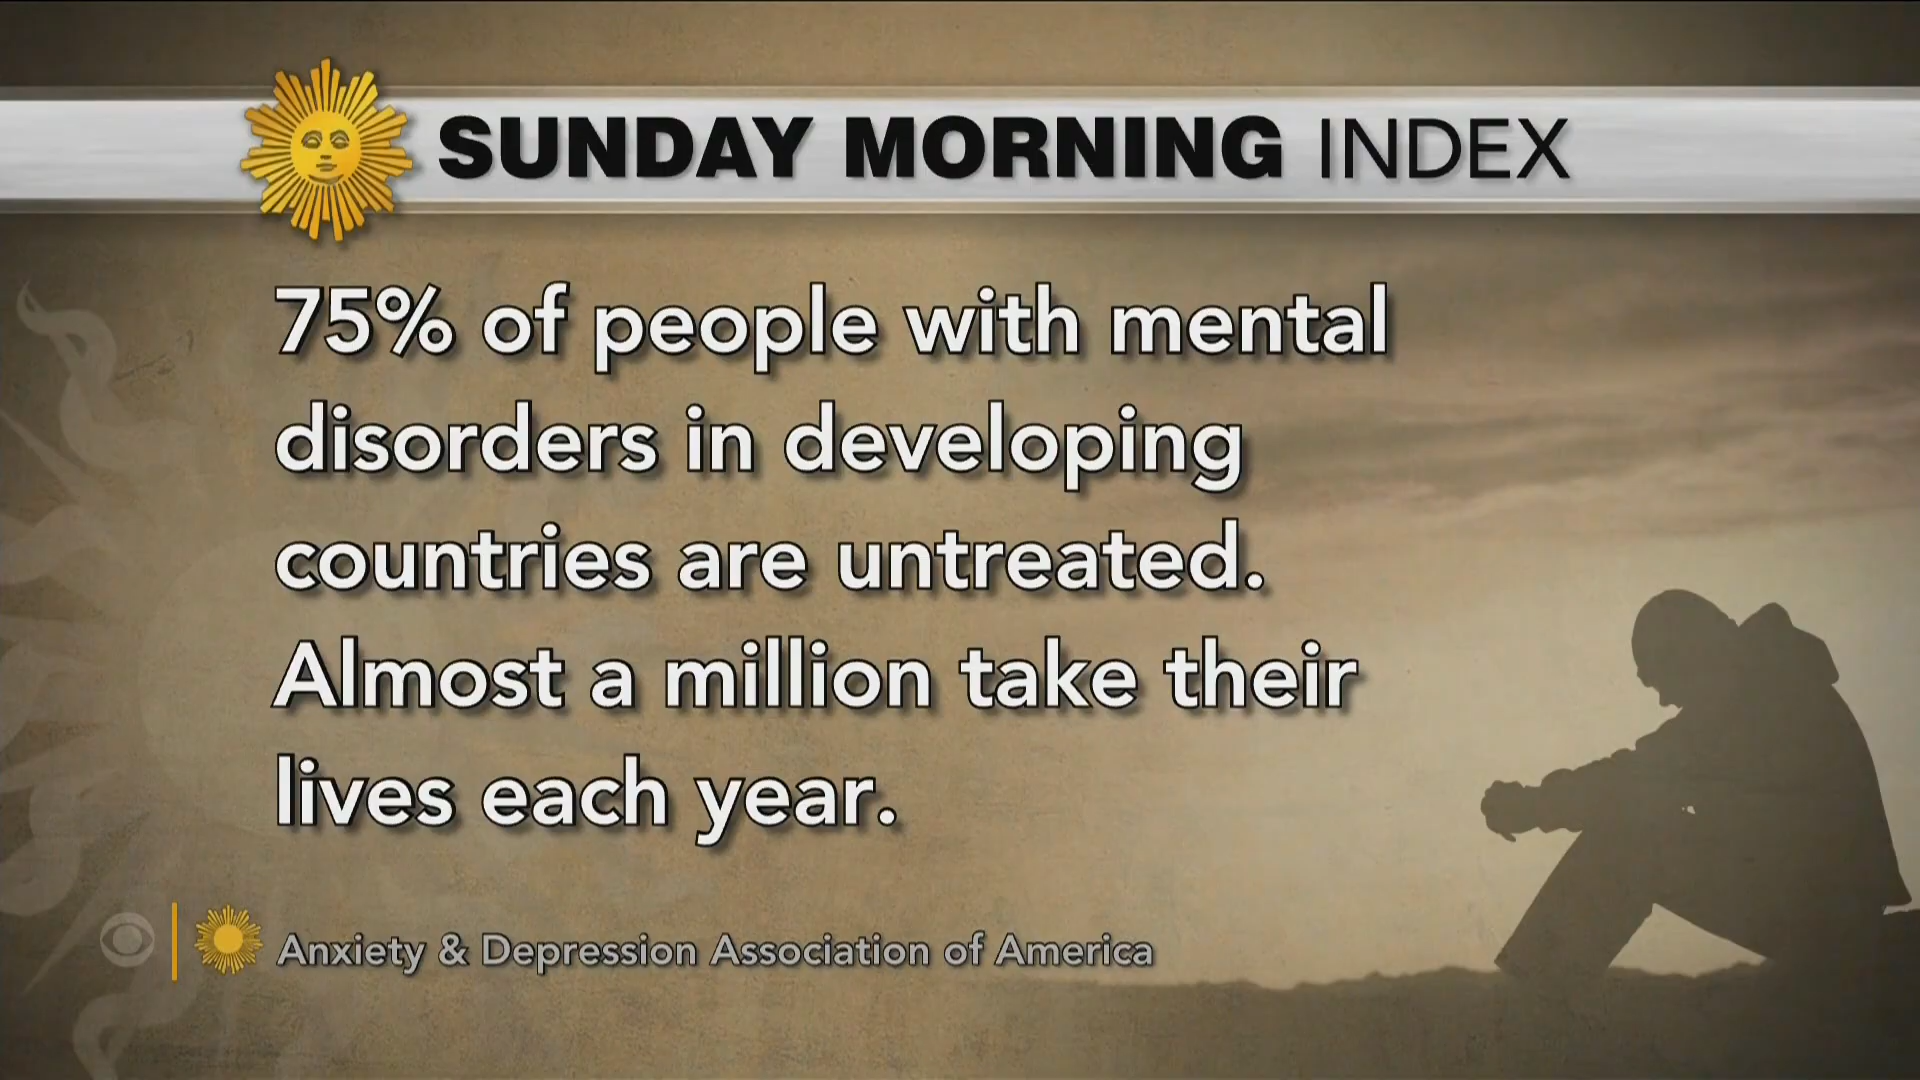 SUNDAY MORNING INDEX
75% of people with mental
disorders in developing
countries are untreated.
Almost a million take their
lives each year.
Anxiety & Depression Association of America